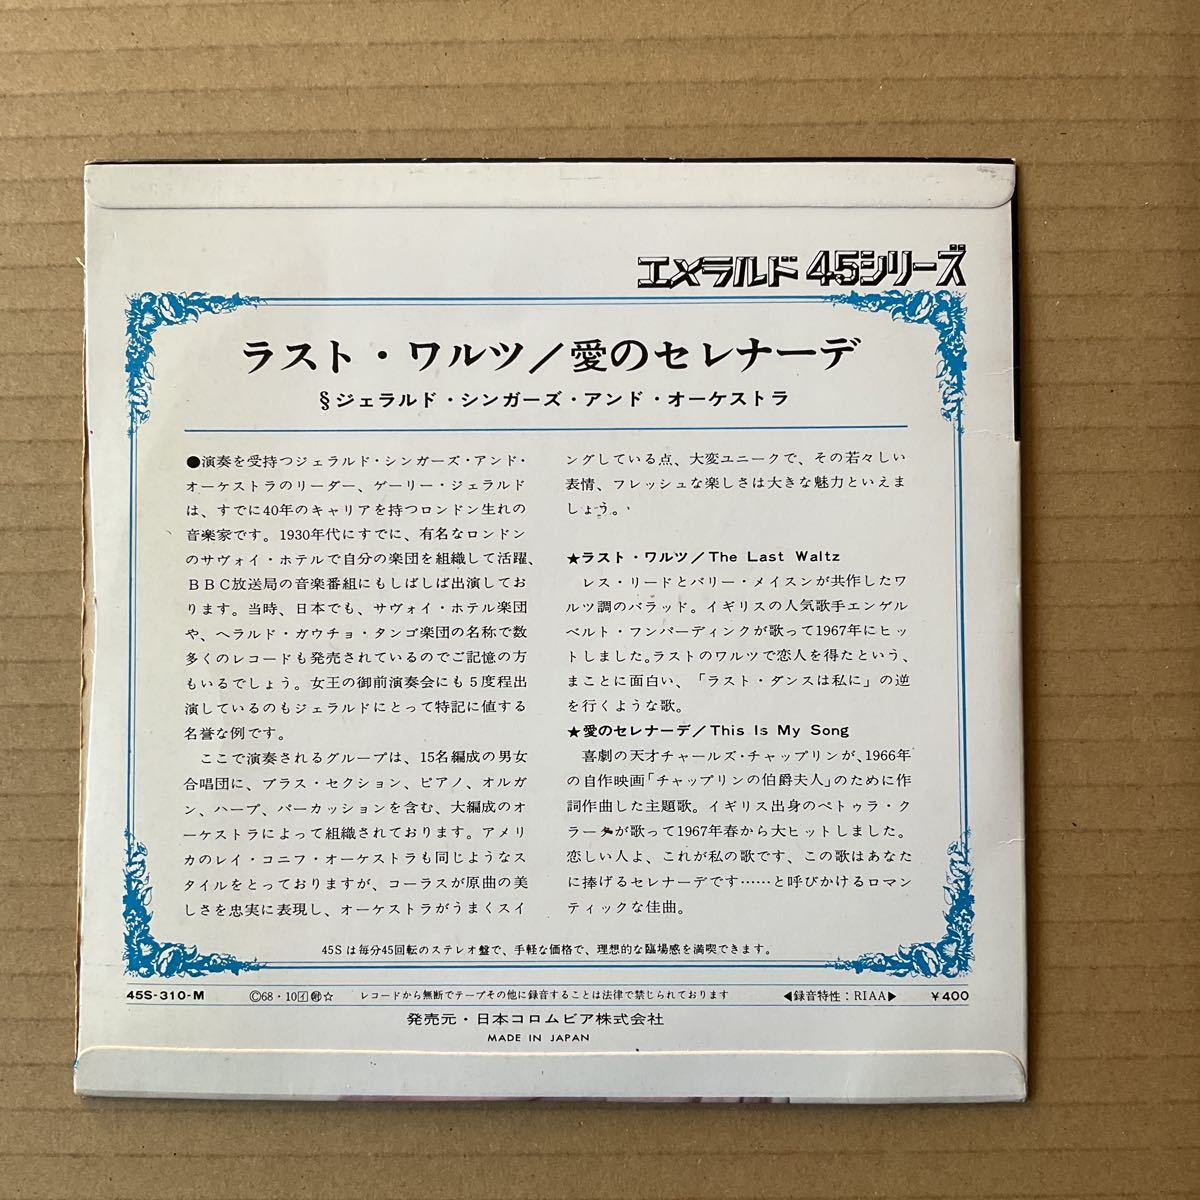 エメラルド45シリーズ
ラスト・ワルツ／愛のセレナーデ
§ジェラルド・シンガーズ・アンド・オーケストラ
●演奏を受持つジェラルド・シンガーズ・アンド・
オーケストラのリーダー、ゲーリー・ジェラルド
は、すでに40年のキャリアを持つロンドン生れの
音楽家です。1930年代にすでに、有名なロンドン
のサヴォイ・ホテルで自分の楽団を組織して活躍、
BBC放送局の音楽番組にもしばしば出演してお
ります。当時、日本でも、サヴォイ・ホテル楽団
や、ヘラルド・ガウチョ・タンゴ楽団の名称で数
多くのレコードも発売されているのでご記憶の方
もいるでしょう。女王の御前演奏会にも5度程出
演しているのもジェラルドにとって特記に値する
名誉な例です。
ここで演奏されるグループは、15名編成の男女
合唱団に、ブラス・セクション、ピアノ、オルガ
ン、ハープ、パーカッションを含む、大編成のオ
ーケストラによって組織されております。アメリ
カのレイ・コニフ・オーケストラも同じようなス
タイルをとっておりますが、コーラスが原曲の美
しさを忠実に表現し、オーケストラがうまくスイ
ングしている点、大変ユニークで、その若々しい
表情、フレッシュな楽しさは大きな魅力といえま
しょう。
★ラスト・ワルツ／The Last Waltz
レス・リードとバリー・メイスンが共作したワ
ルツ調のバラッド。イギリスの人気歌手エンゲル
ベルト・フンパーディンクが歌って1967年にヒッ
トしました。ラストのワルツで恋人を得たという、
まことに面白い、「ラスト・ダンスは私に」の逆
を行くような歌。
★愛のセレナーデ／This Is My Song
喜劇の天才チャールズ・チャップリンが、1966年
の自作映画「チャップリンの伯爵夫人」のために作
詞作曲した主題歌。イギリス出身のペトゥラ・ク
ラークが歌って1967年春から大ヒットしました。
恋しい人よ、これが私の歌です、この歌はあなた
に捧げるセレナーデです……と呼びかけるロマン
ティックな佳曲。
45Sは毎分45回転のステレオ盤で、手軽な価格で、理想的な臨場感を満喫できます。
45S-310-M
Ⓒ68・10 ☆
レコードから無断でテープその他に録音することは法律で禁じられております
◀録音特性：RIAA▶
￥400
発売元・日本コロムビア株式会社
MADE IN JAPAN